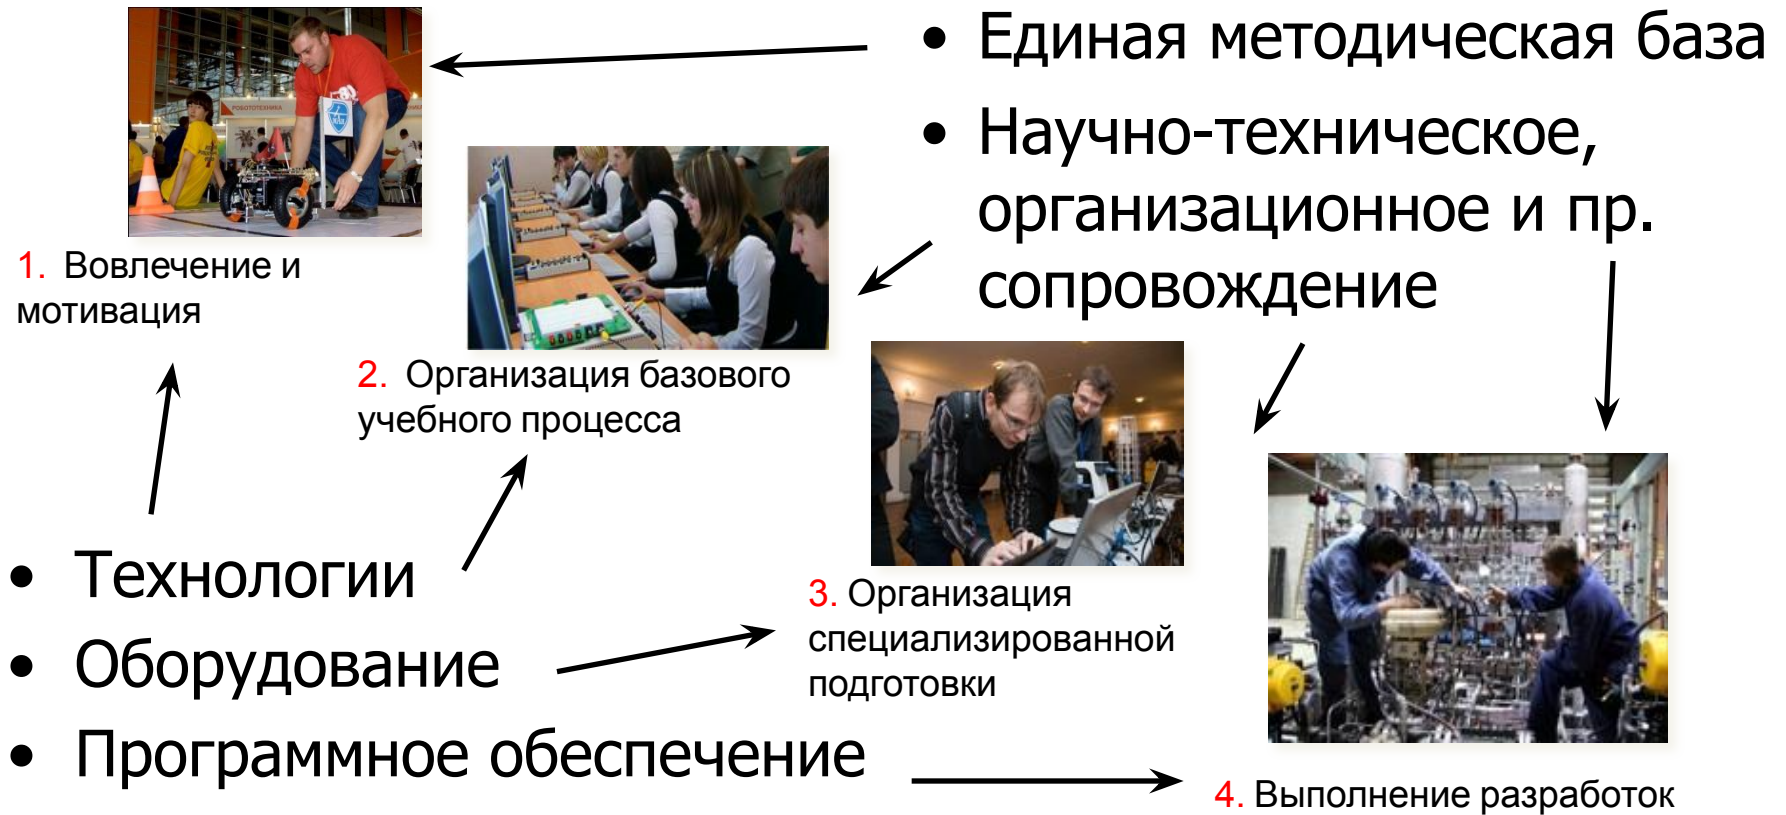 • Единая методическая база
• Научно-техническое,
организационное и пр.
сопровождение
РОБОТОТЕХНИКА
1. Вовлечение и
мотивация
2. Организация базового
учебного процесса
3. Организация
специализированной
подготовки
• Технологии
• Оборудование
• Программное обеспечение
4. Выполнение разработок